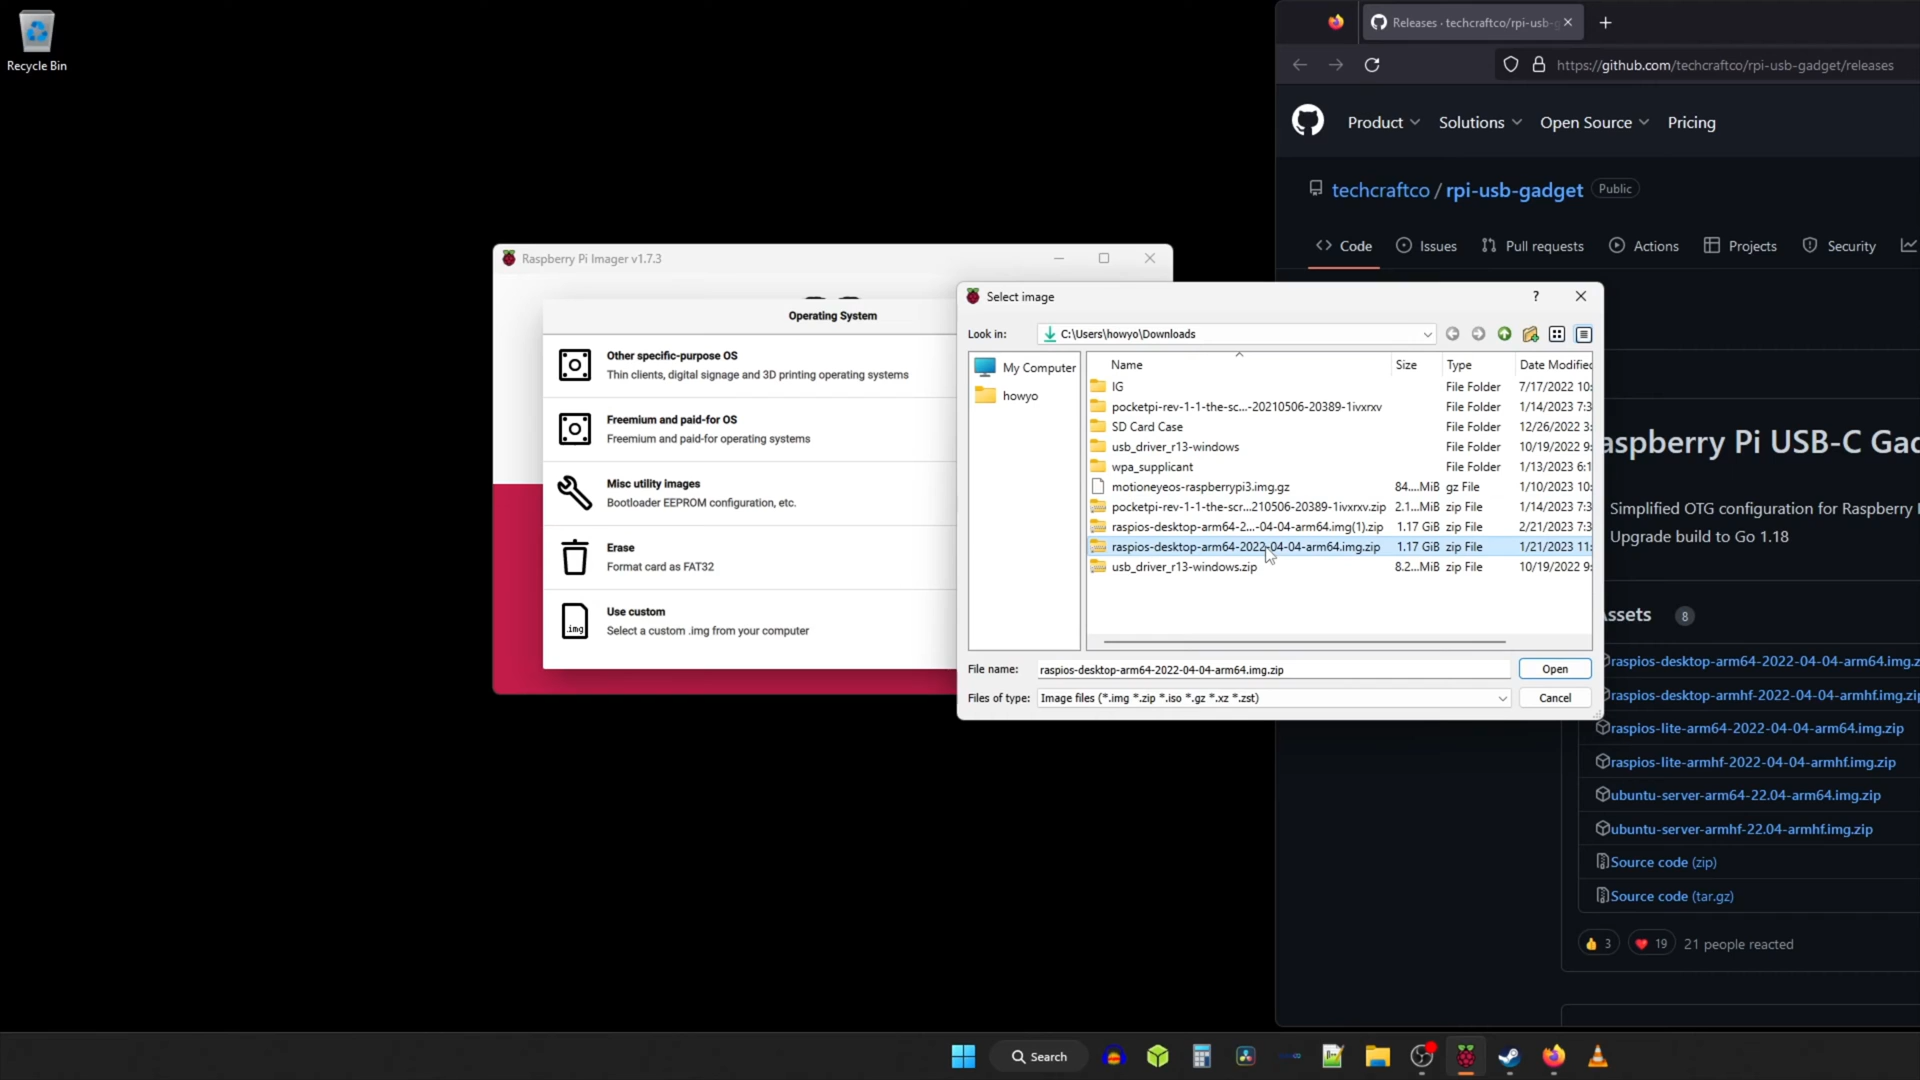 Recycle Bin
Releases · techcraftco/rpi-usb-g
https://github.com/techcraftco/rpi-usb-gadget/releases
Product
Solutions
Open Source
Pricing
techcraftco / rpi-usb-gadget
Public
Code
Issues
Pull requests
Actions
Projects
Security
Raspberry Pi Imager v1.7.3
Operating System
Other specific-purpose OS
Thin clients, digital signage and 3D printing operating systems
Freemium and paid-for OS
Freemium and paid-for operating systems
Misc utility images
Bootloader EEPROM configuration, etc.
Erase
Format card as FAT32
Use custom
.img
Select a custom .img from your computer
Select image
?
Look in:
C:\Users\howyo\Downloads
My Computer
howyo
Name Size Type Date Modified
IG File Folder 7/17/2022 10:
pocketpi-rev-1-1-the-sc...-20210506-20389-1ivxrxv File Folder 1/14/2023 7:3
SD Card Case File Folder 12/26/2022 3:
usb_driver_r13-windows File Folder 10/19/2022 9:
wpa_supplicant File Folder 1/13/2023 6:1
motioneyeos-raspberrypi3.img.gz 84....MiB gz File 1/10/2023 10:
pocketpi-rev-1-1-the-scr...210506-20389-1ivxrxv.zip 2.1...MiB zip File 1/14/2023 7:3
raspios-desktop-arm64-2...-04-04-arm64.img(1).zip 1.17 GiB zip File 2/21/2023 7:3
raspios-desktop-arm64-2022-04-04-arm64.img.zip 1.17 GiB zip File 1/21/2023 11:
usb_driver_r13-windows.zip 8.2...MiB zip File 10/19/2022 9:
File name:
raspios-desktop-arm64-2022-04-04-arm64.img.zip
Open
Files of type:
Image files (*.img *.zip *.iso *.gz *.xz *.zst)
Cancel
aspberry Pi USB-C Gad
Simplified OTG configuration for Raspberry
Upgrade build to Go 1.18
ssets 8
raspios-desktop-arm64-2022-04-04-arm64.img.z
raspios-desktop-armhf-2022-04-04-armhf.img.zip
raspios-lite-arm64-2022-04-04-arm64.img.zip
raspios-lite-armhf-2022-04-04-armhf.img.zip
ubuntu-server-arm64-22.04-arm64.img.zip
ubuntu-server-armhf-22.04-armhf.img.zip
Source code (zip)
Source code (tar.gz)
3
19
21 people reacted
Search